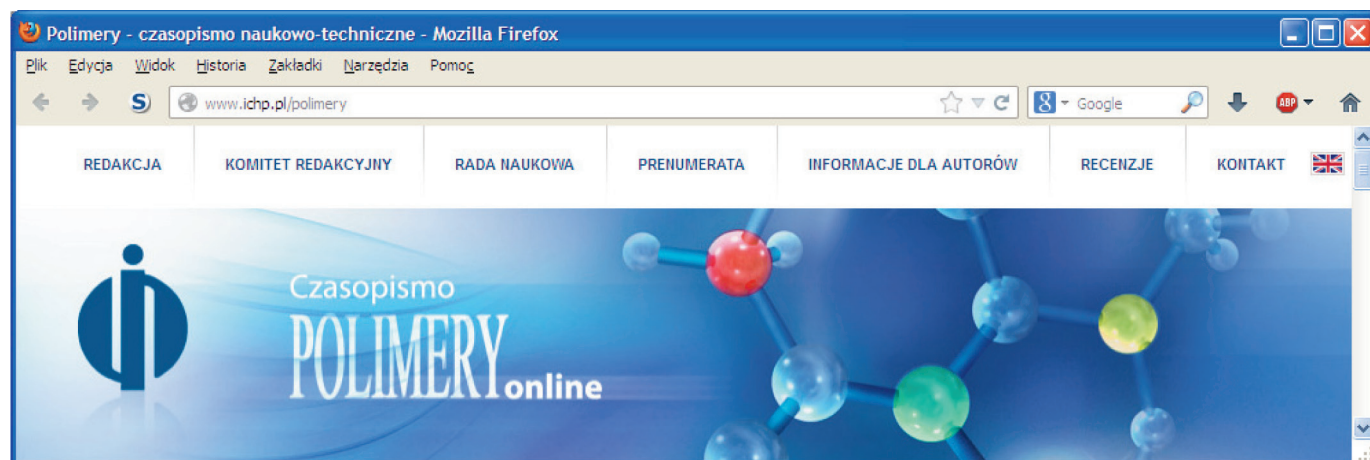 Polimery - czasopismo naukowo-techniczne - Mozilla Firefox
Plik Edycja Widok Historia Zakładki Narzędzia Pomoc
S www.ichp.pl/polimery 8 Google ABP
REDAKCJA KOMITET REDAKCYJNY RADA NAUKOWA PRENUMERATA INFORMACJE DLA AUTORÓW RECENZJE KONTAKT
Czasopismo
POLIMERY online